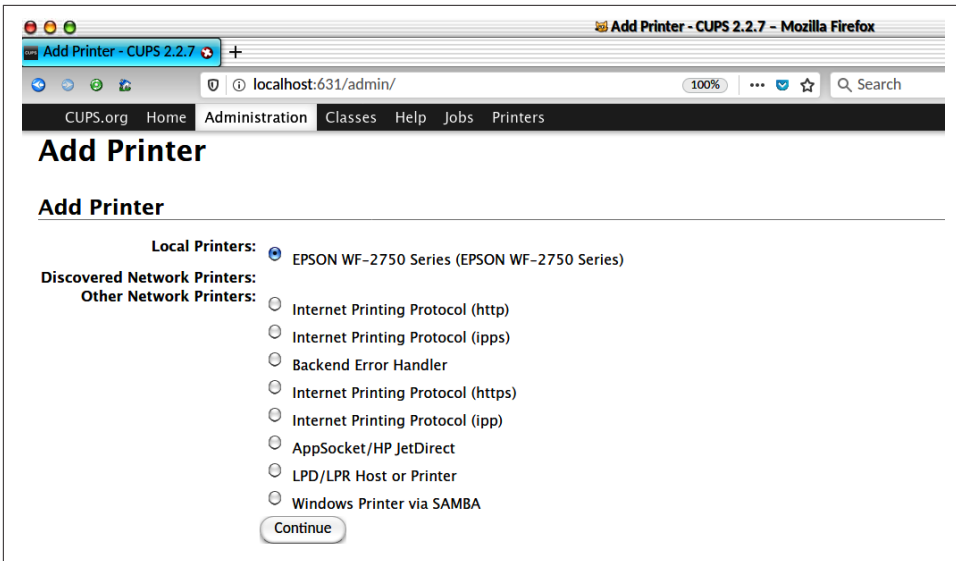 Add Printer - CUPS 2.2.7 - Mozilla Firefox
Add Printer - CUPS 2.2.7
localhost:631/admin/
100%
Search
CUPS.org Home Administration Classes Help Jobs Printers
Add Printer
Add Printer
Local Printers:
EPSON WF-2750 Series (EPSON WF-2750 Series)
Discovered Network Printers:
Other Network Printers:
Internet Printing Protocol (http)
Internet Printing Protocol (ipps)
Backend Error Handler
Internet Printing Protocol (https)
Internet Printing Protocol (ipp)
AppSocket/HP JetDirect
LPD/LPR Host or Printer
Windows Printer via SAMBA
Continue